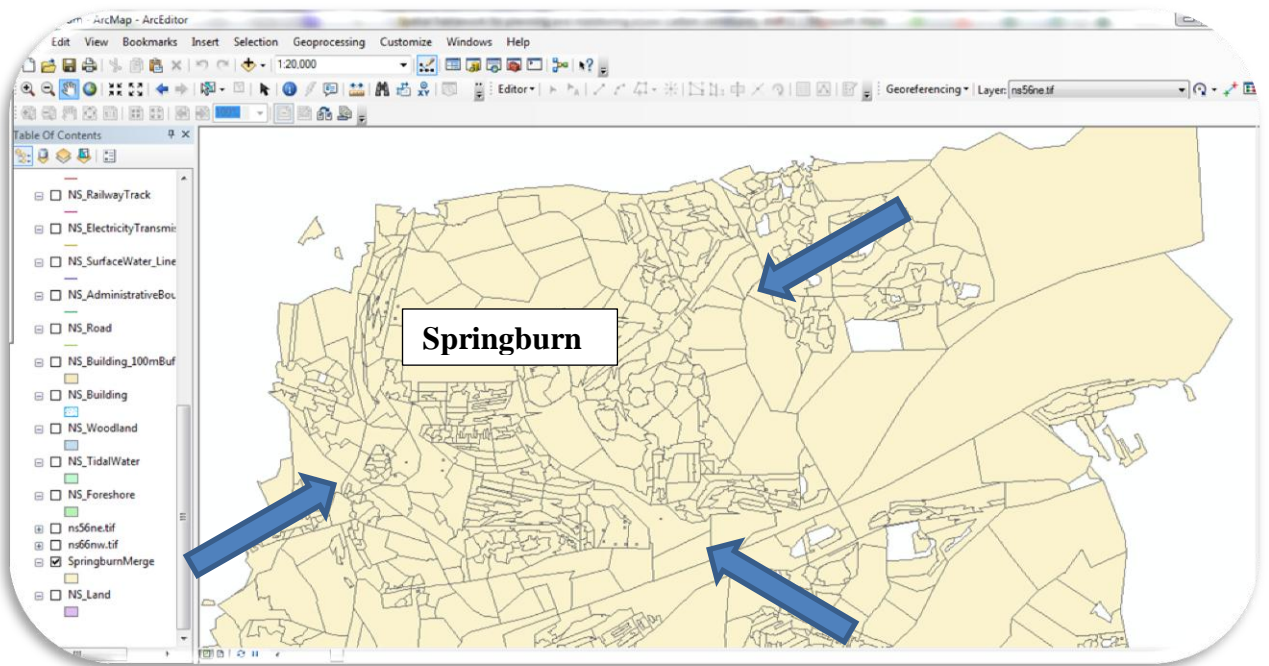 ArcMap - ArcEditor
Edit View Bookmarks Insert Selection Geoprocessing Customize Windows Help
1:20,000
Editor Georeferencing Layer: ns56ne.tif
100%
Table Of Contents
NS_RailwayTrack
NS_ElectricityTransmis
NS_SurfaceWater_Line
NS_AdministrativeBou
NS_Road
NS_Building_100mBuf
NS_Building
NS_Woodland
NS_TidalWater
NS_Foreshore
ns56ne.tif
ns66nw.tif
SpringburnMerge
NS_Land
Springburn